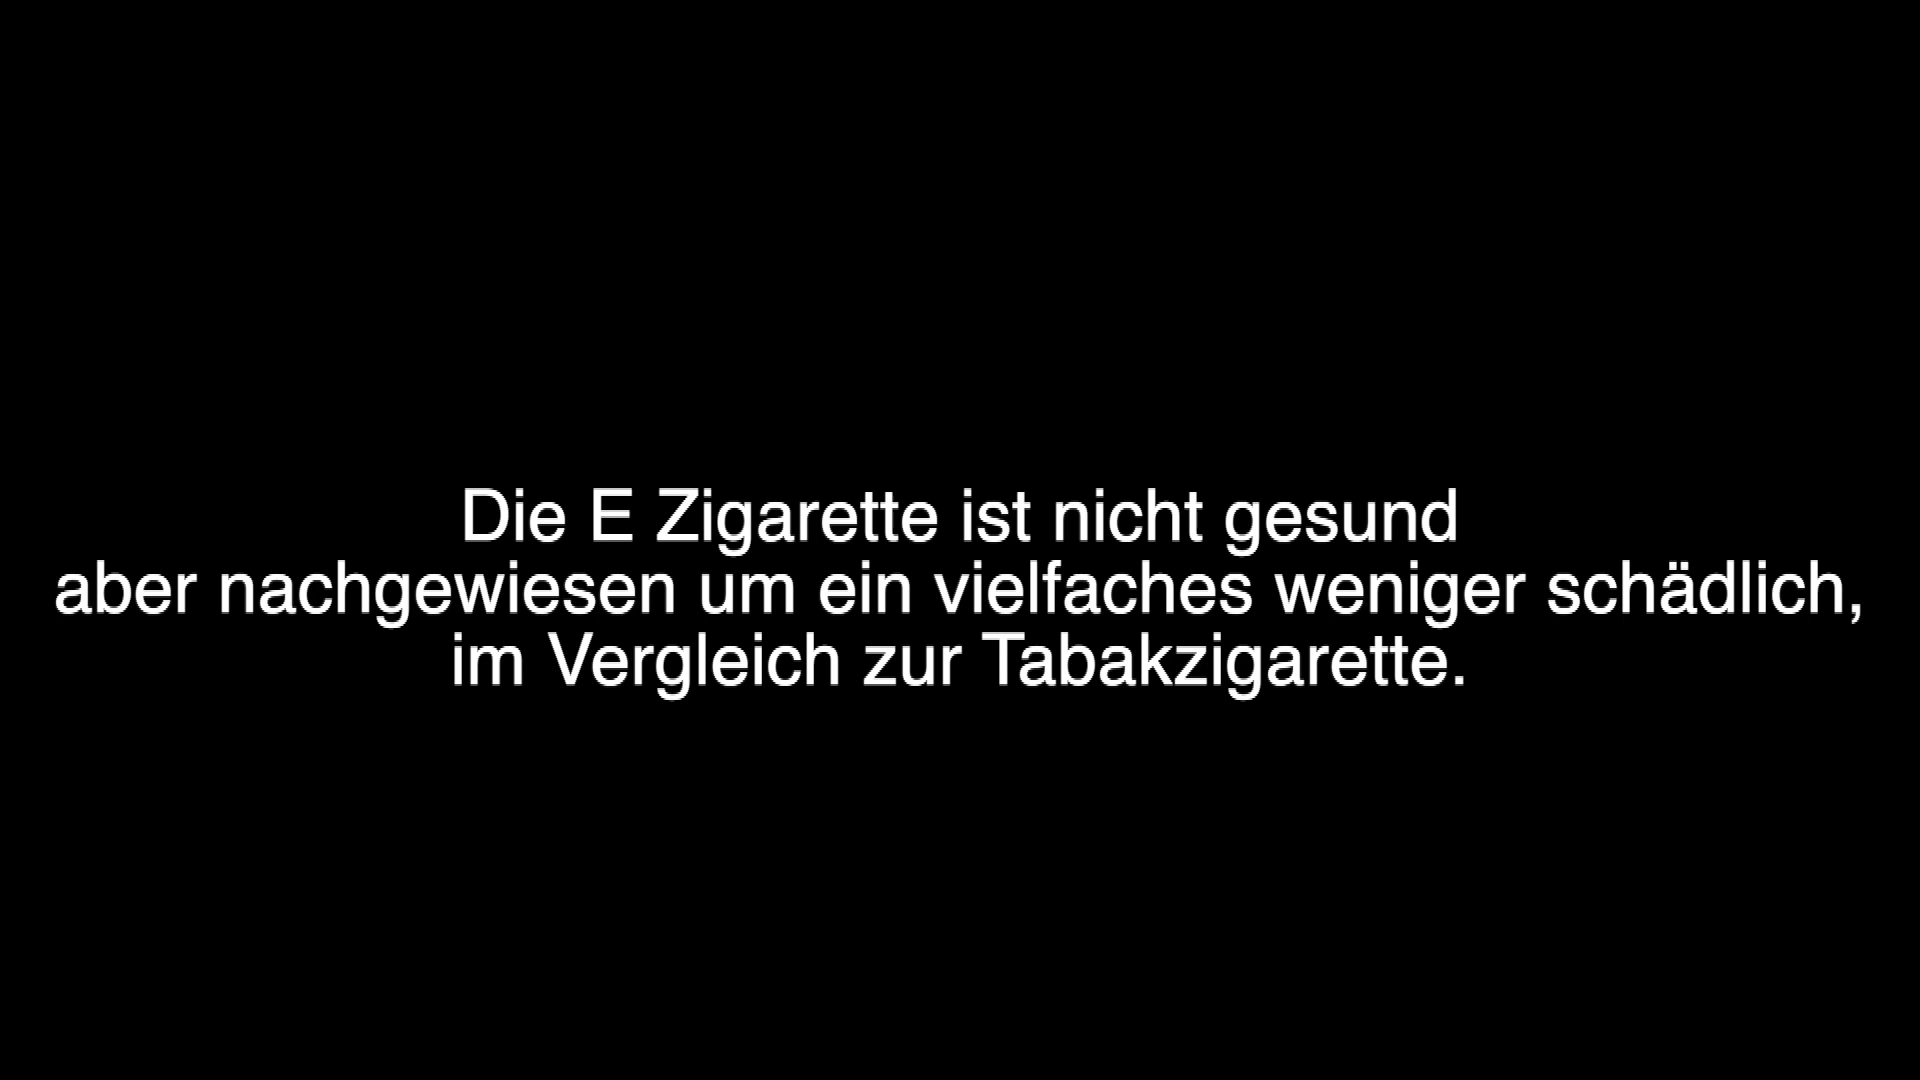 Die E Zigarette ist nicht gesund
aber nachgewiesen um ein vielfaches weniger schädlich,
im Vergleich zur Tabakzigarette.